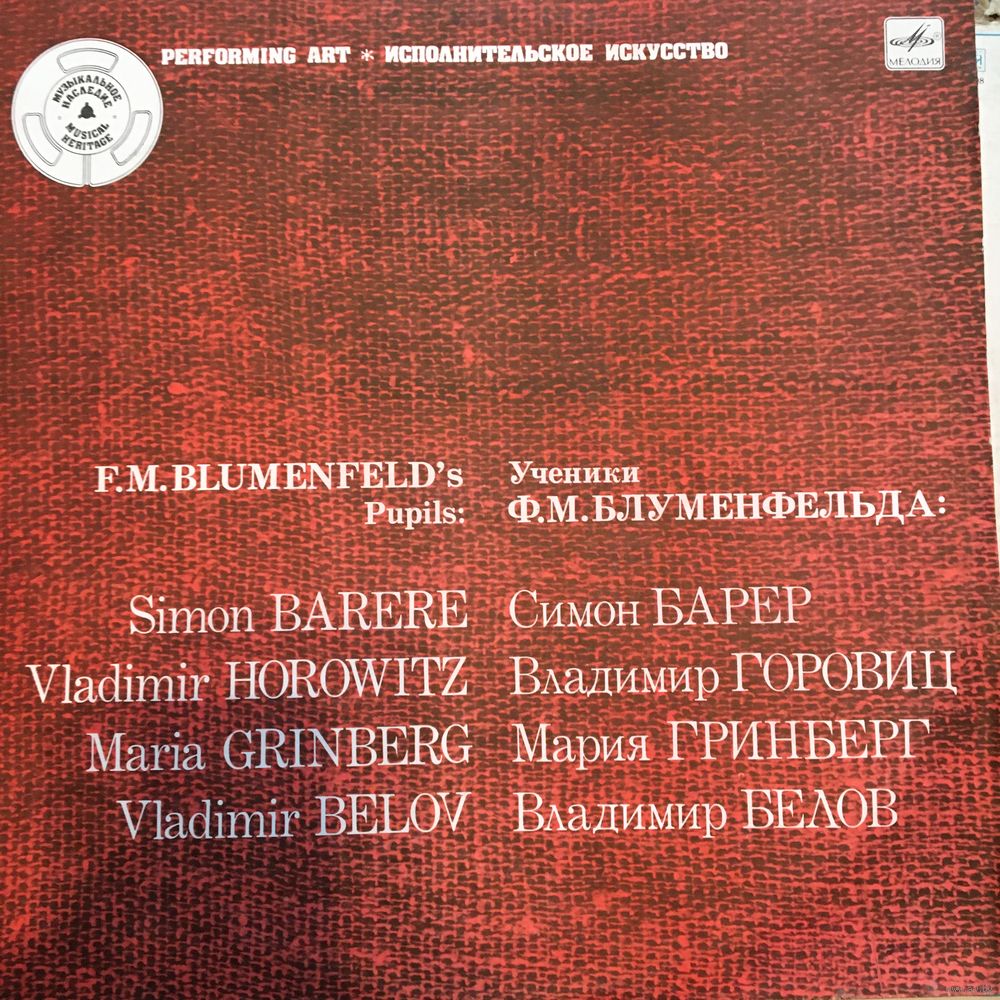 PERFORMING ART * ИСПОЛНИТЕЛЬСКОЕ ИСКУССТВО
МЕЛОДИЯ
МУЗЫКАЛЬНОЕ
НАСЛЕДИЕ
MUSICAL
HERITAGE
F.M.BLUMENFELD's
Pupils:
Ученики
Ф.М.БЛУМЕНФЕЛЬДА:
Simon BARERE Симон БАРЕР
Vladimir HOROWITZ Владимир ГОРОВИЦ
Maria GRINBERG Мария ГРИНБЕРГ
Vladimir BELOV Владимир БЕЛОВ